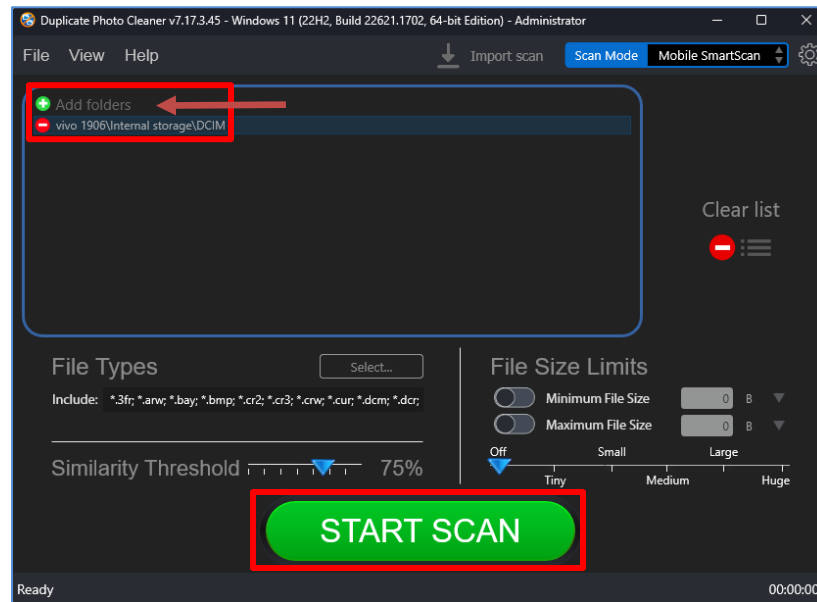 Duplicate Photo Cleaner v7.17.3.45 - Windows 11 (22H2, Build 22621.1702, 64-bit Edition) - Administrator
File View Help Import scan Scan Mode Mobile SmartScan
Add folders
vivo 1906\Internal storage\DCIM
Clear list
File Types Select... File Size Limits
Include: *.3fr; *.arw; *.bay; *.bmp; *.cr2; *.cr3; *.crw; *.cur; *.dcm; *.dcr; Minimum File Size 0 B
Maximum File Size 0 B
Similarity Threshold 75% Off Small Large
Tiny Medium Huge
START SCAN
Ready 00:00:00